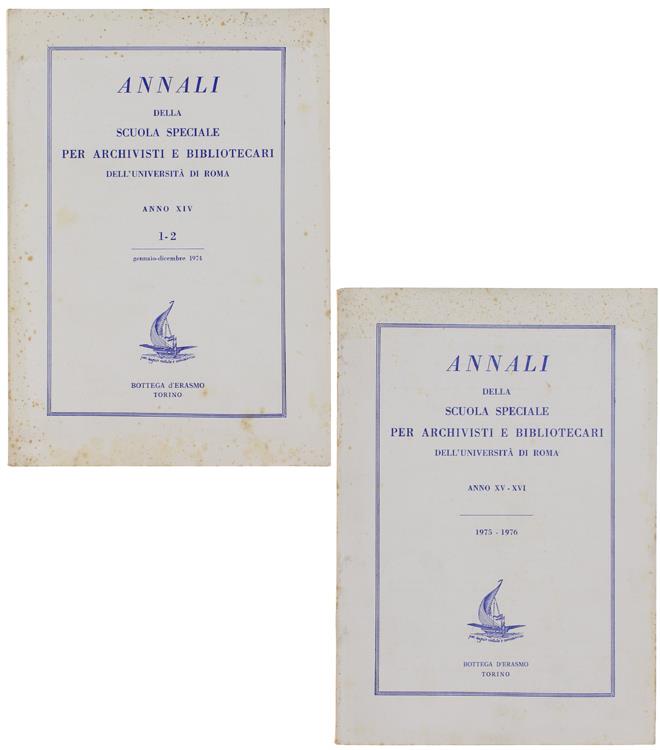 ANNALI
DELLA
SCUOLA SPECIALE
PER ARCHIVISTI E BIBLIOTECARI
DELL'UNIVERSITÀ DI ROMA
ANNO XIV
1-2
gennaio-dicembre 1974
BOTTEGA d'ERASMO
TORINO
ANNALI
DELLA
SCUOLA SPECIALE
PER ARCHIVISTI E BIBLIOTECARI
DELL'UNIVERSITÀ DI ROMA
ANNO XV - XVI
1975 - 1976
BOTTEGA D'ERASMO
TORINO